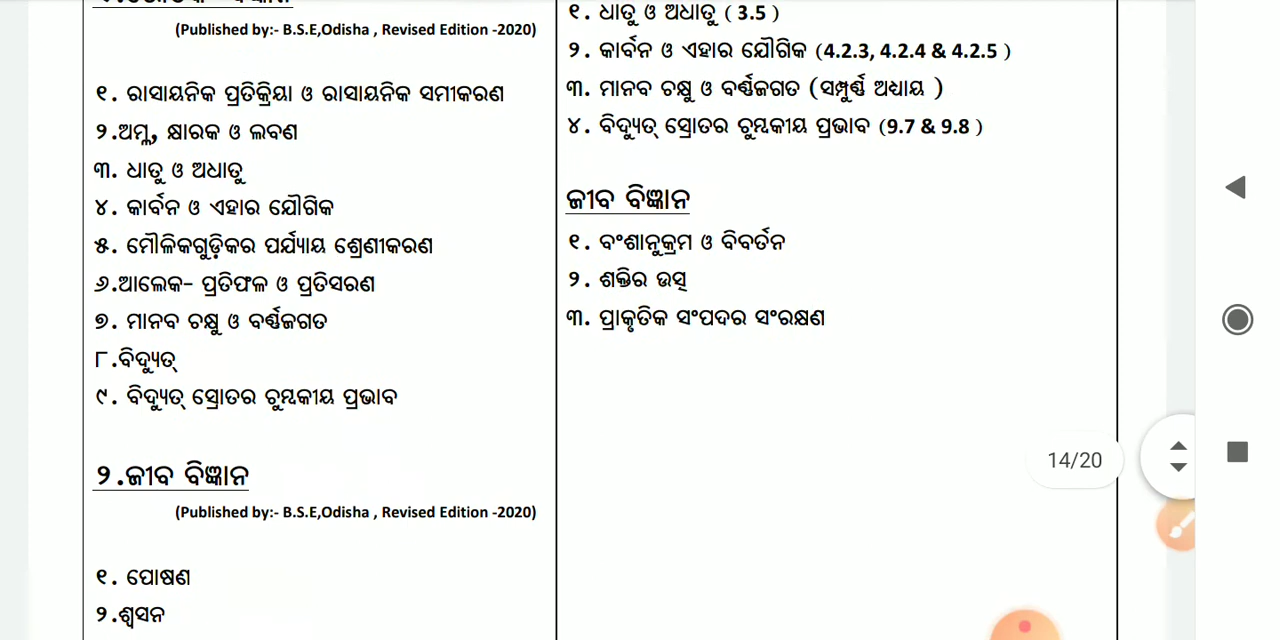 (Published by:- B.S.E,Odisha , Revised Edition -2020)
୧. ରାସାୟନିକ ପ୍ରତିକ୍ରିୟା ଓ ରାସାୟନିକ ସମୀକରଣ
୨.ଅମ୍ଳ, କ୍ଷାରକ ଓ ଲବଣ
୩. ଧାତୁ ଓ ଅଧାତୁ
୪. କାର୍ବନ ଓ ଏହାର ଯୌଗିକ
୫. ମୌଳିକଗୁଡ଼ିକର ପର୍ଯ୍ୟାୟ ଶ୍ରେଣୀକରଣ
୬.ଆଲେକ- ପ୍ରତିଫଳ ଓ ପ୍ରତିସରଣ
୭. ମାନବ ଚକ୍ଷୁ ଓ ବର୍ଣ୍ଣଜଗତ
୮.ବିଦ୍ୟୁତ୍
୯. ବିଦ୍ୟୁତ୍ ସ୍ରୋତର ଚୁମ୍ବକୀୟ ପ୍ରଭାବ
୨.ଜୀବ ବିଜ୍ଞାନ
(Published by:- B.S.E,Odisha , Revised Edition -2020)
୧. ପୋଷଣ
୨.ଶ୍ୱସନ
୧. ଧାତୁ ଓ ଅଧାତୁ ( 3.5 )
୨. କାର୍ବନ ଓ ଏହାର ଯୌଗିକ (4.2.3, 4.2.4 & 4.2.5 )
୩. ମାନବ ଚକ୍ଷୁ ଓ ବର୍ଣ୍ଣଜଗତ (ସମ୍ପୁର୍ଣ୍ଣ ଅଧ୍ୟାୟ )
୪. ବିଦ୍ୟୁତ୍ ସ୍ରୋତର ଚୁମ୍ବକୀୟ ପ୍ରଭାବ (9.7 & 9.8 )
ଜୀବ ବିଜ୍ଞାନ
୧. ବଂଶାନୁକ୍ରମ ଓ ବିବର୍ତନ
୨. ଶକ୍ତିର ଉତ୍ସ
୩. ପ୍ରାକୃତିକ ସଂପଦର ସଂରକ୍ଷଣ
14/20